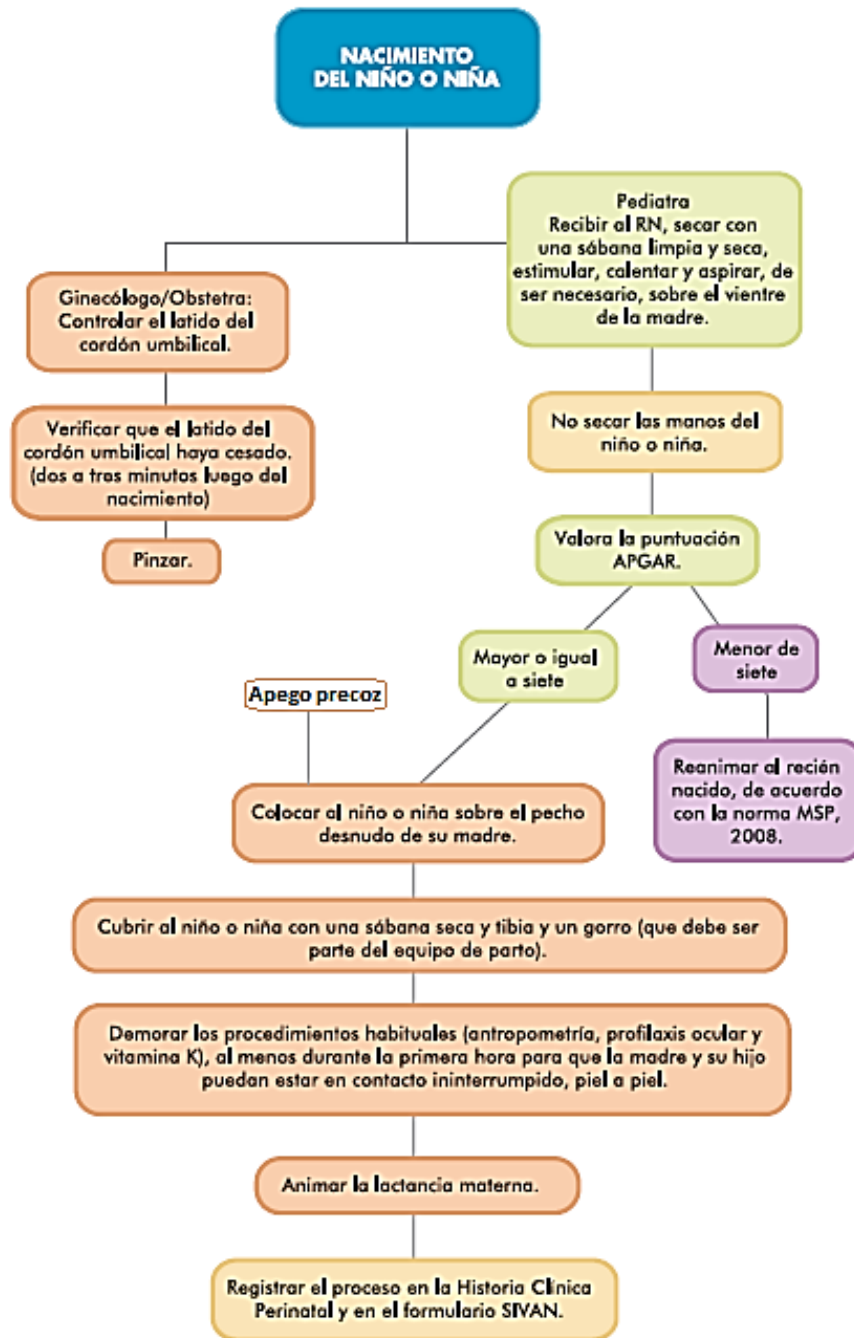 NACIMIENTO
DEL NIÑO O NIÑA
Pediatra
Recibir al RN, secar con
una sábana limpia y seca,
estimular, calentar y aspirar, de
ser necesario, sobre el vientre
de la madre.
Ginecólogo/Obstetra:
Controlar el latido del
cordón umbilical.
No secar las manos del
niño o niña.
Verificar que el latido del
cordón umbilical haya cesado.
(dos a tres minutos luego del
nacimiento)
Pinzar.
Valora la puntuación
APGAR.
Mayor o igual
a siete
Menor de
siete
Apego precoz
Reanimar al recién
nacido, de acuerdo
con la norma MSP,
2008.
Colocar al niño o niña sobre el pecho
desnudo de su madre.
Cubrir al niño o niña con una sábana seca y tibia y un gorro (que debe ser
parte del equipo de parto).
Demorar los procedimientos habituales (antropometría, profilaxis ocular y
vitamina K), al menos durante la primera hora para que la madre y su hijo
puedan estar en contacto ininterrumpido, piel a piel.
Animar la lactancia materna.
Registrar el proceso en la Historia Clínica
Perinatal y en el formulario SIVAN.